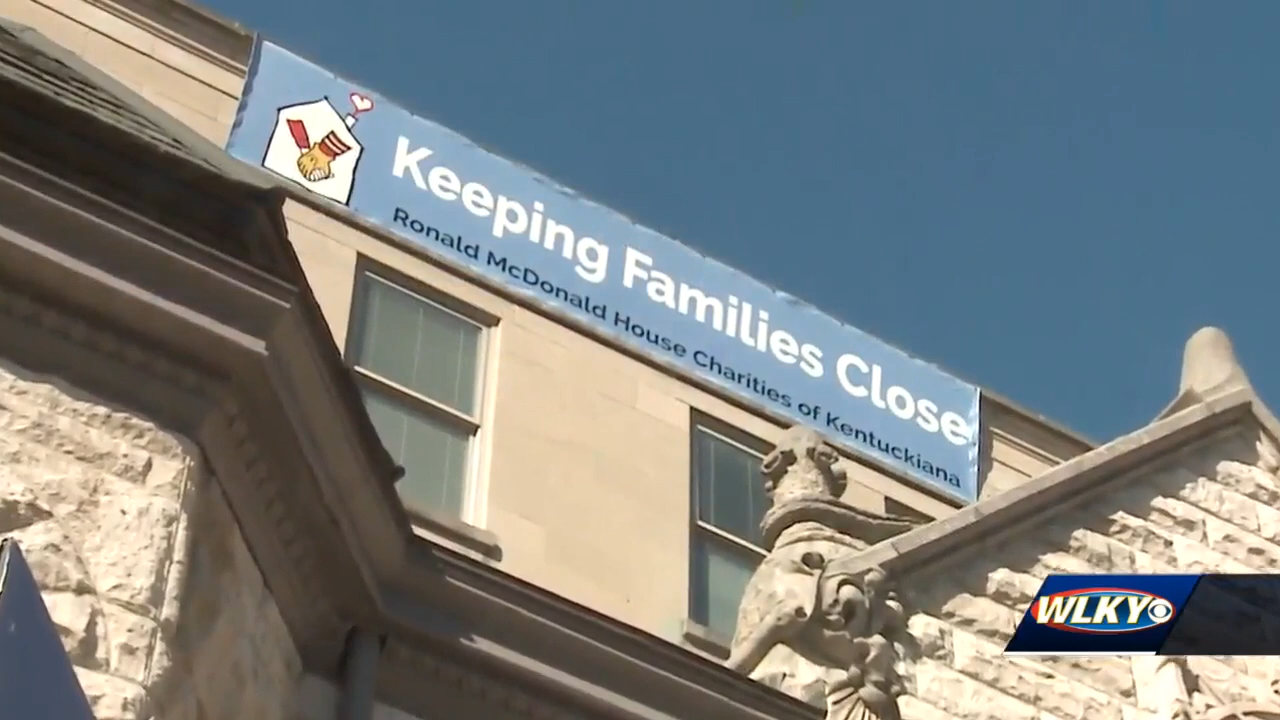 Keeping Families Close
Ronald McDonald House Charities of Kentuckiana
WLKY